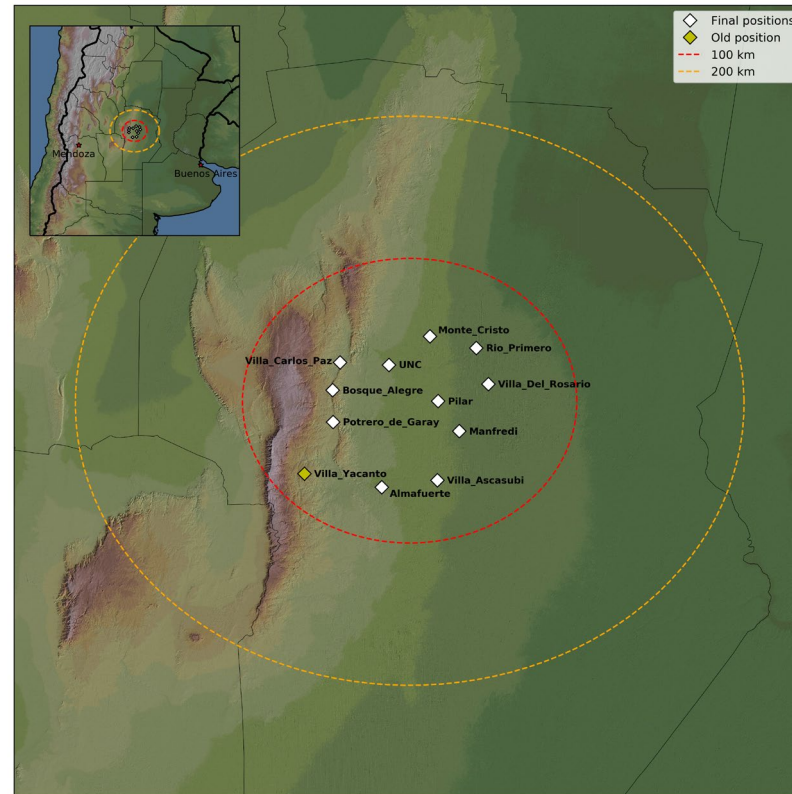 Final positions
Old position
100 km
200 km
Mendoza
Buenos Aires
Monte_Cristo
Rio_Primero
Villa_Carlos_Paz
UNC
Villa_Del_Rosario
Bosque_Alegre
Pilar
Potrero_de_Garay
Manfredi
Villa_Yacanto
Villa_Ascasubi
Almafuerte